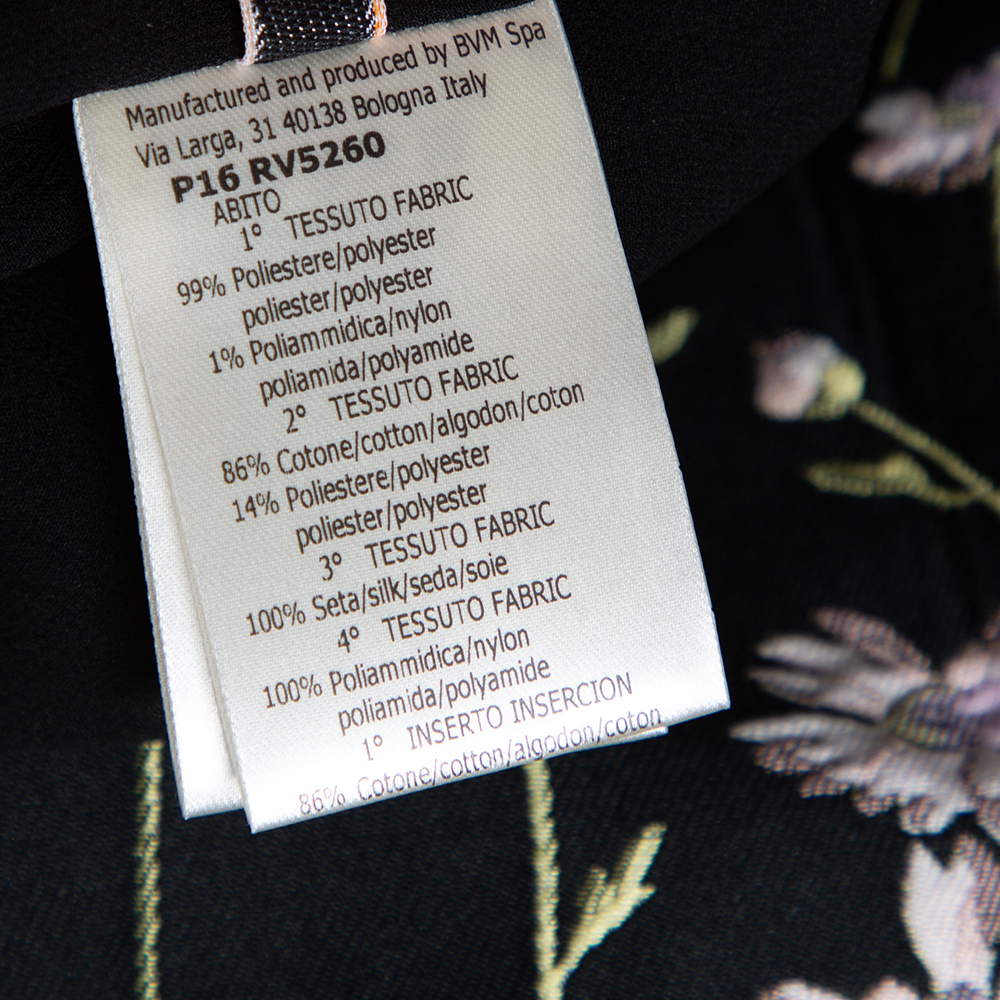 Manufactured and produced by BVM Spa
Via Larga, 31 40138 Bologna Italy
P16 RV5260
ABITO
1° TESSUTO FABRIC
99% Poliestere/polyester
poliester/polyester
1% Poliammidica/nylon
poliamida/polyamide
2° TESSUTO FABRIC
86% Cotone/cotton/algodon/coton
14% Poliestere/polyester
poliester/polyester
3° TESSUTO FABRIC
100% Seta/silk/seda/soie
4° TESSUTO FABRIC
100% Poliammidica/nylon
poliamida/polyamide
1° INSERTO INSERCION
86% Cotone/cotton/algodon/coton